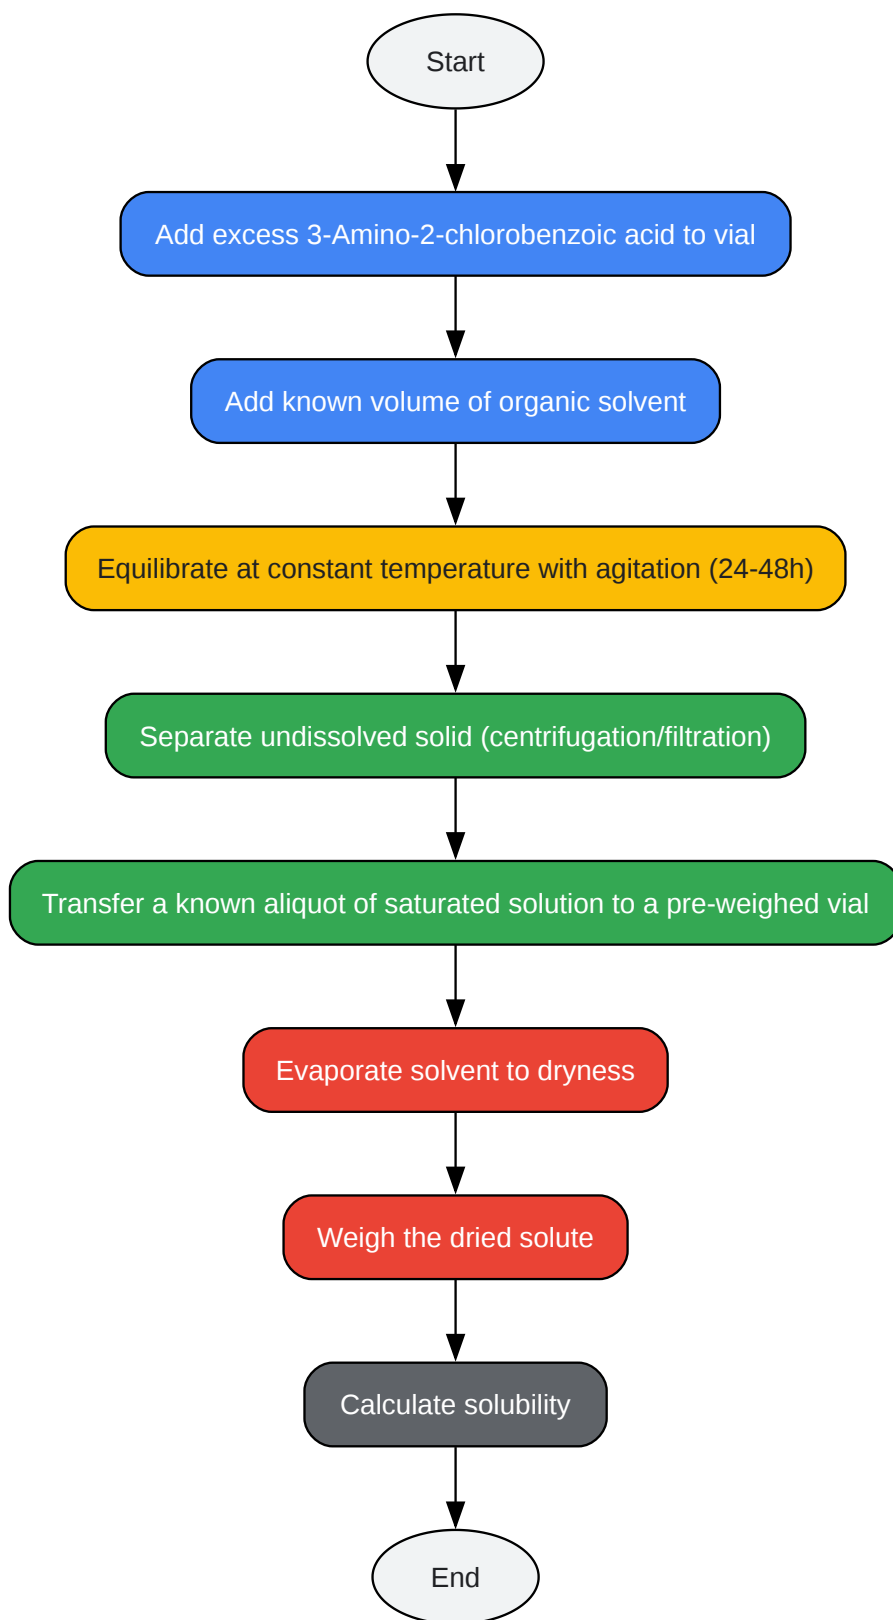 Start
Add excess 3-Amino-2-chlorobenzoic acid to vial
Add known volume of organic solvent
Equilibrate at constant temperature with agitation (24-48h)
Separate undissolved solid (centrifugation/filtration)
Transfer a known aliquot of saturated solution to a pre-weighed vial
Evaporate solvent to dryness
Weigh the dried solute
Calculate solubility
End